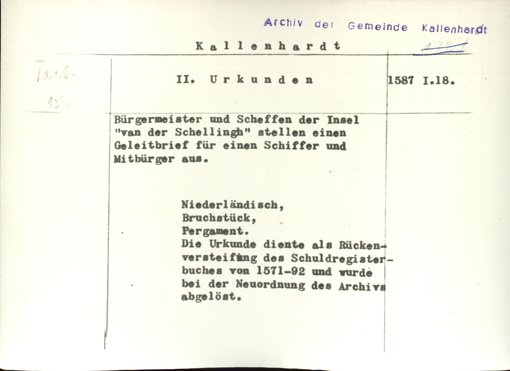 Archiv der Gemeinde Kallenhardt
Kallenhardt
II. Urkunden
1587 I.18.
Bürgermeister und Scheffen der Insel
"van der Schellingh" stellen einen
Geleitbrief für einen Schiffer und
Mitbürger aus.
Niederländisch,
Bruchstück,
Pergament.
Die Urkunde diente als Rücken-
versteifung des Schuldregister-
buches von 1571-92 und wurde
bei der Neuordnung des Archivs
abgelöst.